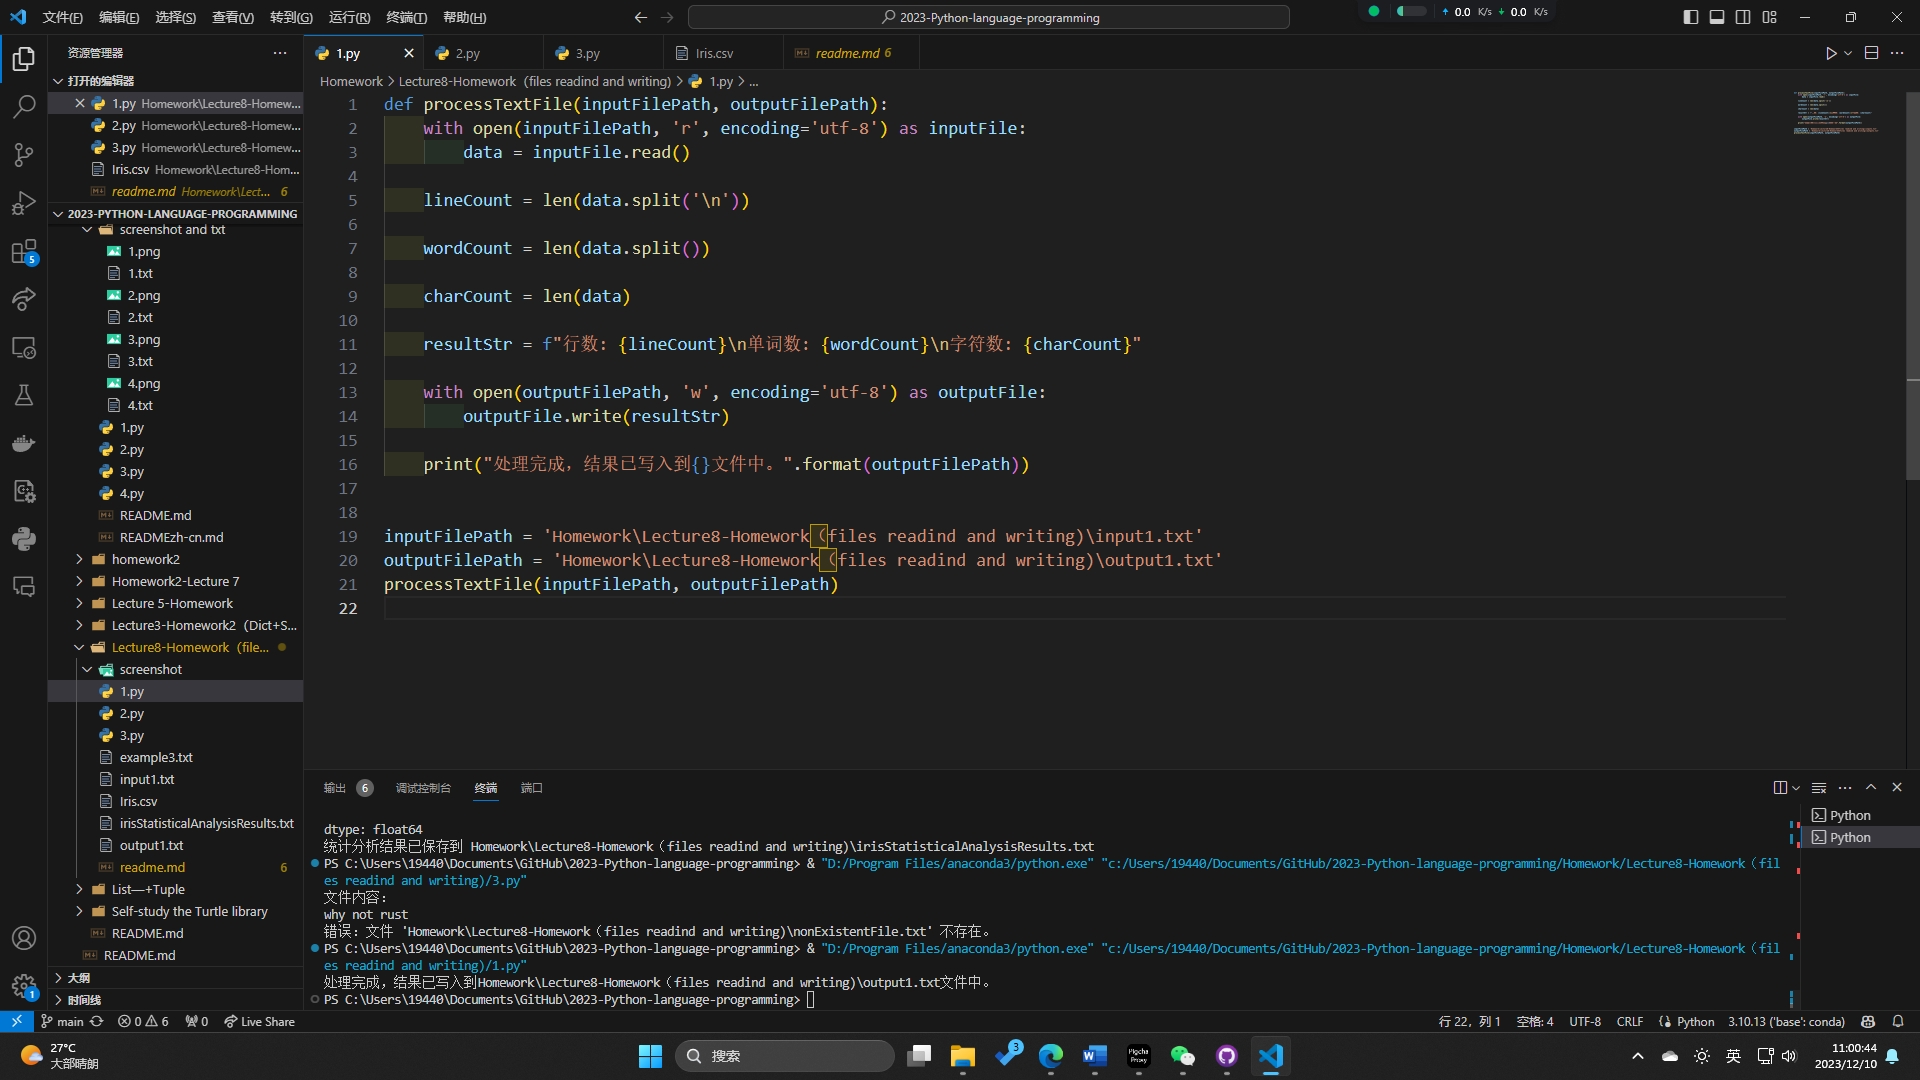 文件(F) 编辑(E) 选择(S) 查看(V) 转到(G) 运行(R) 终端(T) 帮助(H)
2023-Python-language-programming
0.0 K/s 0.0 K/s
资源管理器
1.py
2.py
3.py
Iris.csv
readme.md 6
打开的编辑器
Homework > Lecture8-Homework（files readind and writing) > 1.py > ...
1.py Homework\Lecture8-Homew...
2.py Homework\Lecture8-Homew...
3.py Homework\Lecture8-Homew...
Iris.csv Homework\Lecture8-Hom...
readme.md Homework\Lect... 6
2023-PYTHON-LANGUAGE-PROGRAMMING
screenshot and txt
1.png
1.txt
2.png
2.txt
3.png
3.txt
4.png
4.txt
1.py
2.py
3.py
4.py
README.md
READMEzh-cn.md
homework2
Homework2-Lecture 7
Lecture 5-Homework
Lecture3-Homework2（Dict+S...
Lecture8-Homework（file...
screenshot
1.py
2.py
3.py
example3.txt
input1.txt
Iris.csv
irisStatisticalAnalysisResults.txt
output1.txt
readme.md 6
List—+Tuple
Self-study the Turtle library
README.md
README.md
大纲
时间线
5
1
1 def processTextFile(inputFilePath, outputFilePath):
2 with open(inputFilePath, 'r', encoding='utf-8') as inputFile:
3 data = inputFile.read()
4
5 lineCount = len(data.split('\n'))
6
7 wordCount = len(data.split())
8
9 charCount = len(data)
10
11 resultStr = f"行数: {lineCount}\n单词数: {wordCount}\n字符数: {charCount}"
12
13 with open(outputFilePath, 'w', encoding='utf-8') as outputFile:
14 outputFile.write(resultStr)
15
16 print("处理完成，结果已写入到{}文件中。".format(outputFilePath))
17
18
19 inputFilePath = 'Homework\Lecture8-Homework（files readind and writing)\input1.txt'
20 outputFilePath = 'Homework\Lecture8-Homework（files readind and writing)\output1.txt'
21 processTextFile(inputFilePath, outputFilePath)
22
输出 6 调试控制台 终端 端口
Python
Python
dtype: float64
统计分析结果已保存到 Homework\Lecture8-Homework（files readind and writing)\irisStatisticalAnalysisResults.txt
PS C:\Users\19440\Documents\GitHub\2023-Python-language-programming> & "D:/Program Files/anaconda3/python.exe" "c:/Users/19440/Documents/GitHub/2023-Python-language-programming/Homework/Lecture8-Homework（fil
es readind and writing)/3.py"
文件内容:
why not rust
错误: 文件 'Homework\Lecture8-Homework（files readind and writing)\nonExistentFile.txt' 不存在。
PS C:\Users\19440\Documents\GitHub\2023-Python-language-programming> & "D:/Program Files/anaconda3/python.exe" "c:/Users/19440/Documents/GitHub/2023-Python-language-programming/Homework/Lecture8-Homework（fil
es readind and writing)/1.py"
处理完成，结果已写入到Homework\Lecture8-Homework（files readind and writing)\output1.txt文件中。
PS C:\Users\19440\Documents\GitHub\2023-Python-language-programming>
main 0 6 0 Live Share
行 22，列 1 空格: 4 UTF-8 CRLF Python 3.10.13 ('base': conda)
27°C
大部晴朗
搜索
3
W
Pigcha Proxy
英
11:00:44
2023/12/10